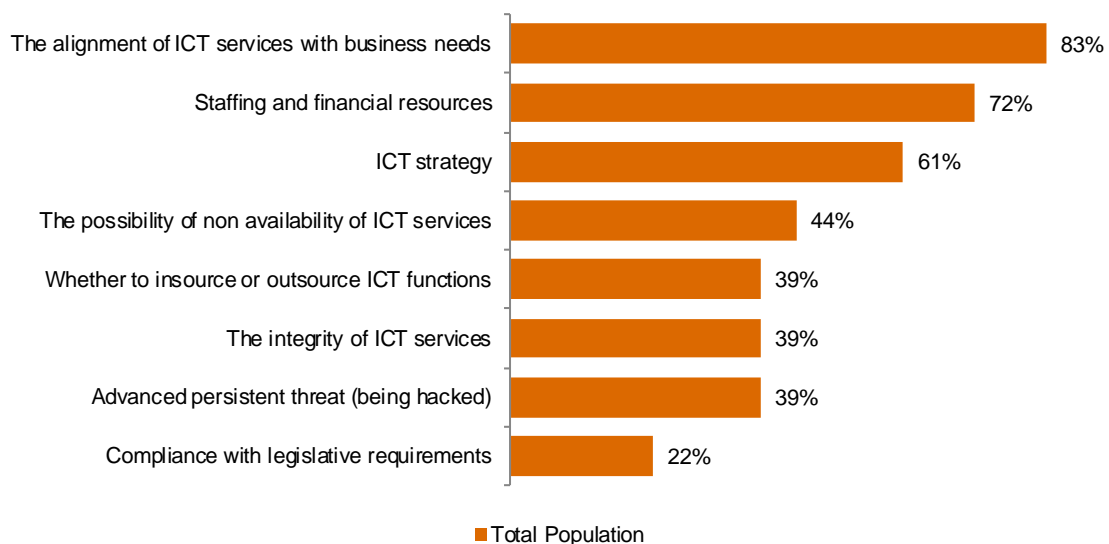 The alignment of ICT services with business needs 83%
Staffing and financial resources 72%
ICT strategy 61%
The possibility of non availability of ICT services 44%
Whether to insource or outsource ICT functions 39%
The integrity of ICT services 39%
Advanced persistent threat (being hacked) 39%
Compliance with legislative requirements 22%
Total Population